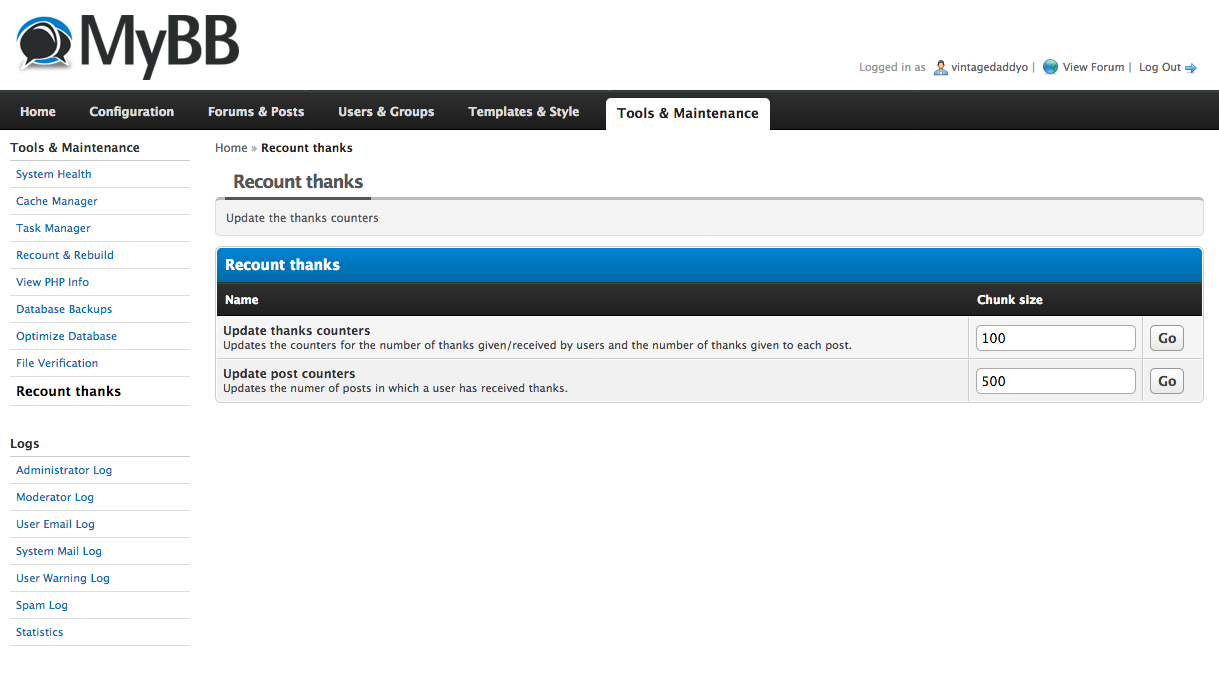 MyBB
Logged in as vintagedaddyo | View Forum | Log Out
Home Configuration Forums & Posts Users & Groups Templates & Style Tools & Maintenance
Tools & Maintenance
System Health
Cache Manager
Task Manager
Recount & Rebuild
View PHP Info
Database Backups
Optimize Database
File Verification
Recount thanks
Logs
Administrator Log
Moderator Log
User Email Log
System Mail Log
User Warning Log
Spam Log
Statistics
Home » Recount thanks
Recount thanks
Update the thanks counters
Recount thanks
Name Chunk size
Update thanks counters
Updates the counters for the number of thanks given/received by users and the number of thanks given to each post.
100 Go
Update post counters
Updates the numer of posts in which a user has received thanks.
500 Go